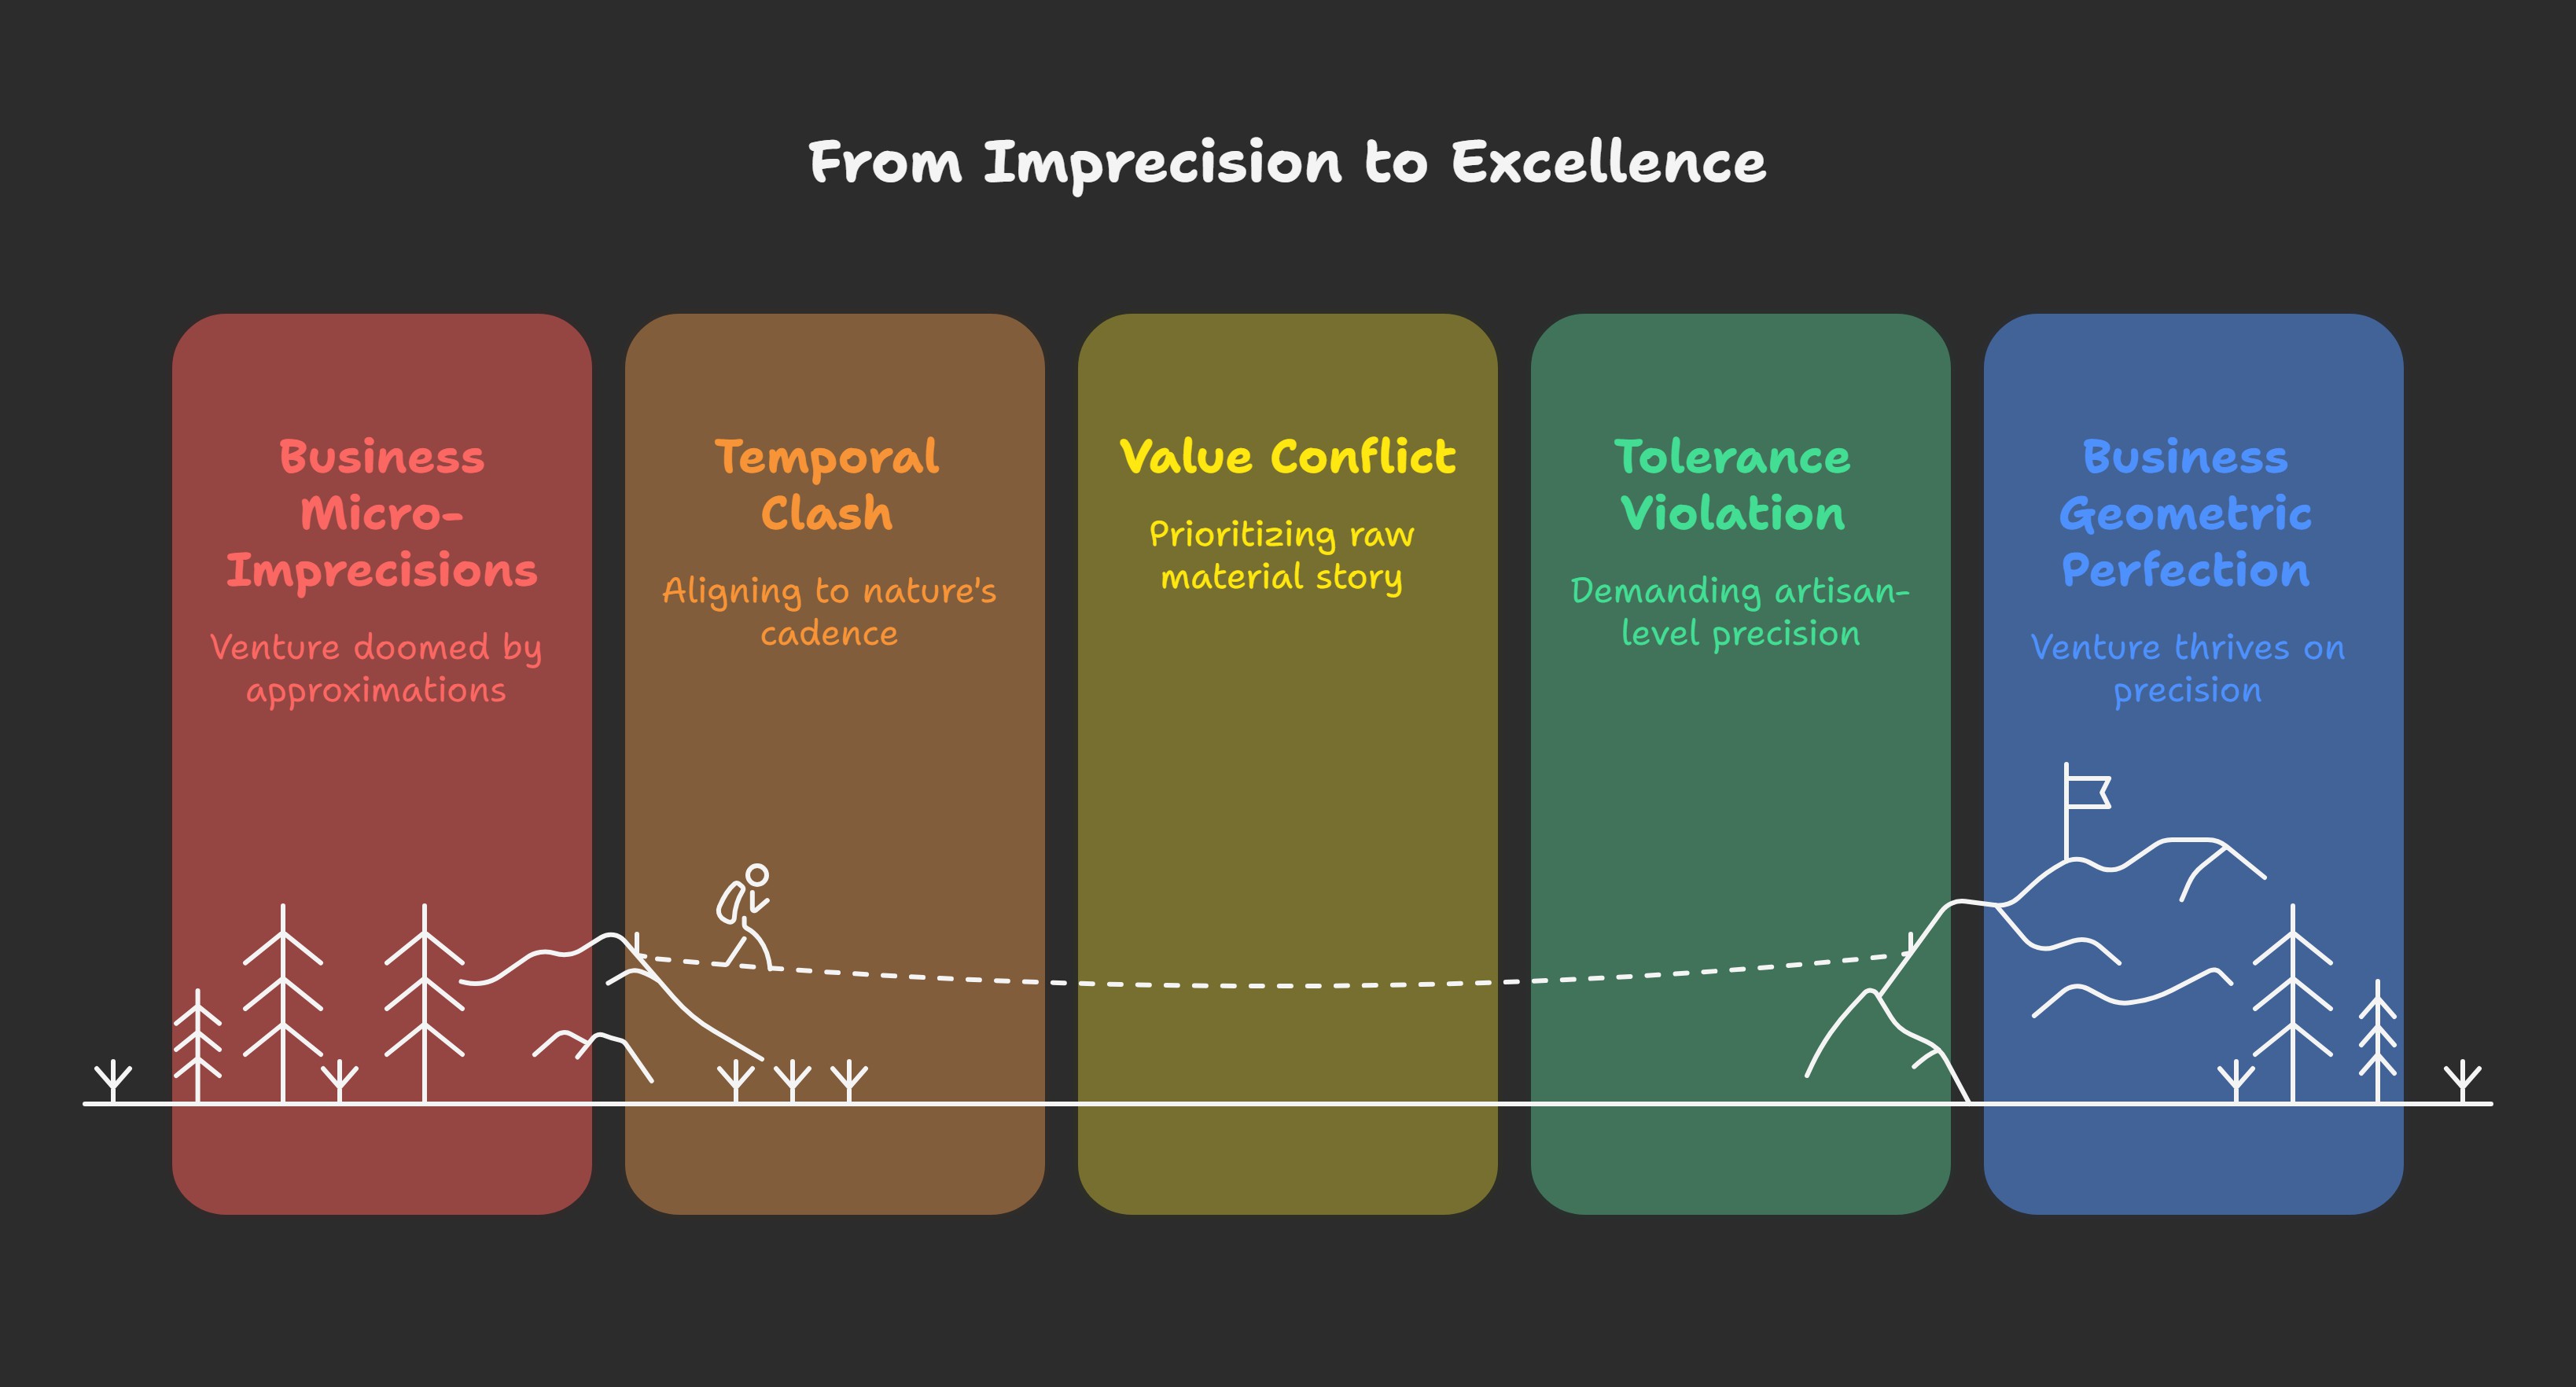 From Imprecision to Excellence
Business
Micro-
Imprecisions
Venture doomed by
approximations
Temporal
Clash
Aligning to nature's
cadence
Value Conflict
Prioritizing raw
material story
Tolerance
Violation
Demanding artisan-
level precision
Business
Geometric
Perfection
Venture thrives on
precision